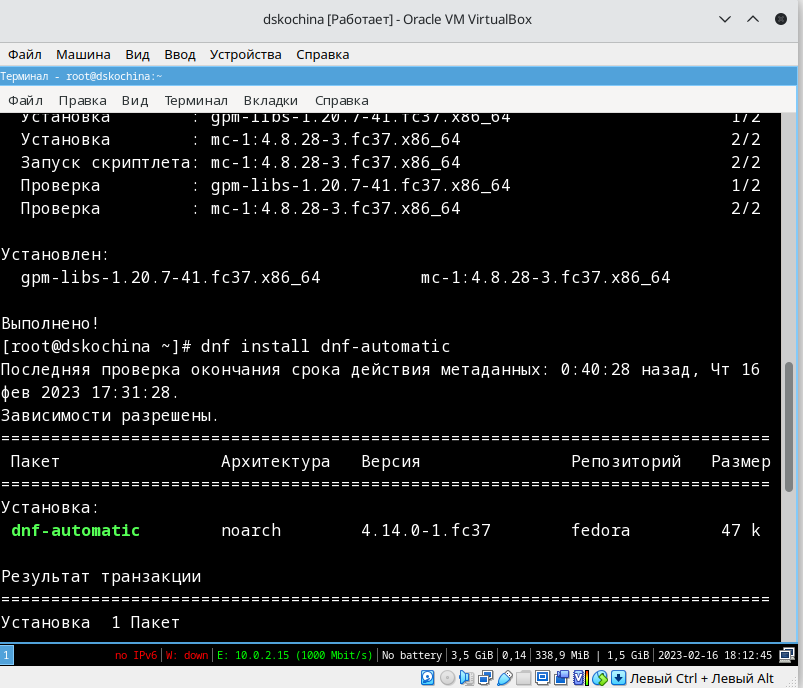 dskochina [Работает] - Oracle VM VirtualBox
Файл Машина Вид Ввод Устройства Справка
Терминал - root@dskochina:~
Файл Правка Вид Терминал Вкладки Справка
Установка : gpm-libs-1.20.7-41.fc37.x86_64 1/2
Установка : mc-1:4.8.28-3.fc37.x86_64 2/2
Запуск скриптлета: mc-1:4.8.28-3.fc37.x86_64 2/2
Проверка : gpm-libs-1.20.7-41.fc37.x86_64 1/2
Проверка : mc-1:4.8.28-3.fc37.x86_64 2/2
Установлен:
gpm-libs-1.20.7-41.fc37.x86_64 mc-1:4.8.28-3.fc37.x86_64
Выполнено!
[root@dskochina ~]# dnf install dnf-automatic
Последняя проверка окончания срока действия метаданных: 0:40:28 назад, Чт 16
фев 2023 17:31:28.
Зависимости разрешены.
=============================================================================
Пакет Архитектура Версия Репозиторий Размер
=============================================================================
Установка:
dnf-automatic noarch 4.14.0-1.fc37 fedora 47 k
Результат транзакции
=============================================================================
Установка 1 Пакет
1 no IPv6|W: down|E: 10.0.2.15 (1000 Mbit/s)|No battery|3,5 GiB|0,14|338,9 MiB | 1,5 GiB|2023-02-16 18:12:45
Левый Ctrl + Левый Alt